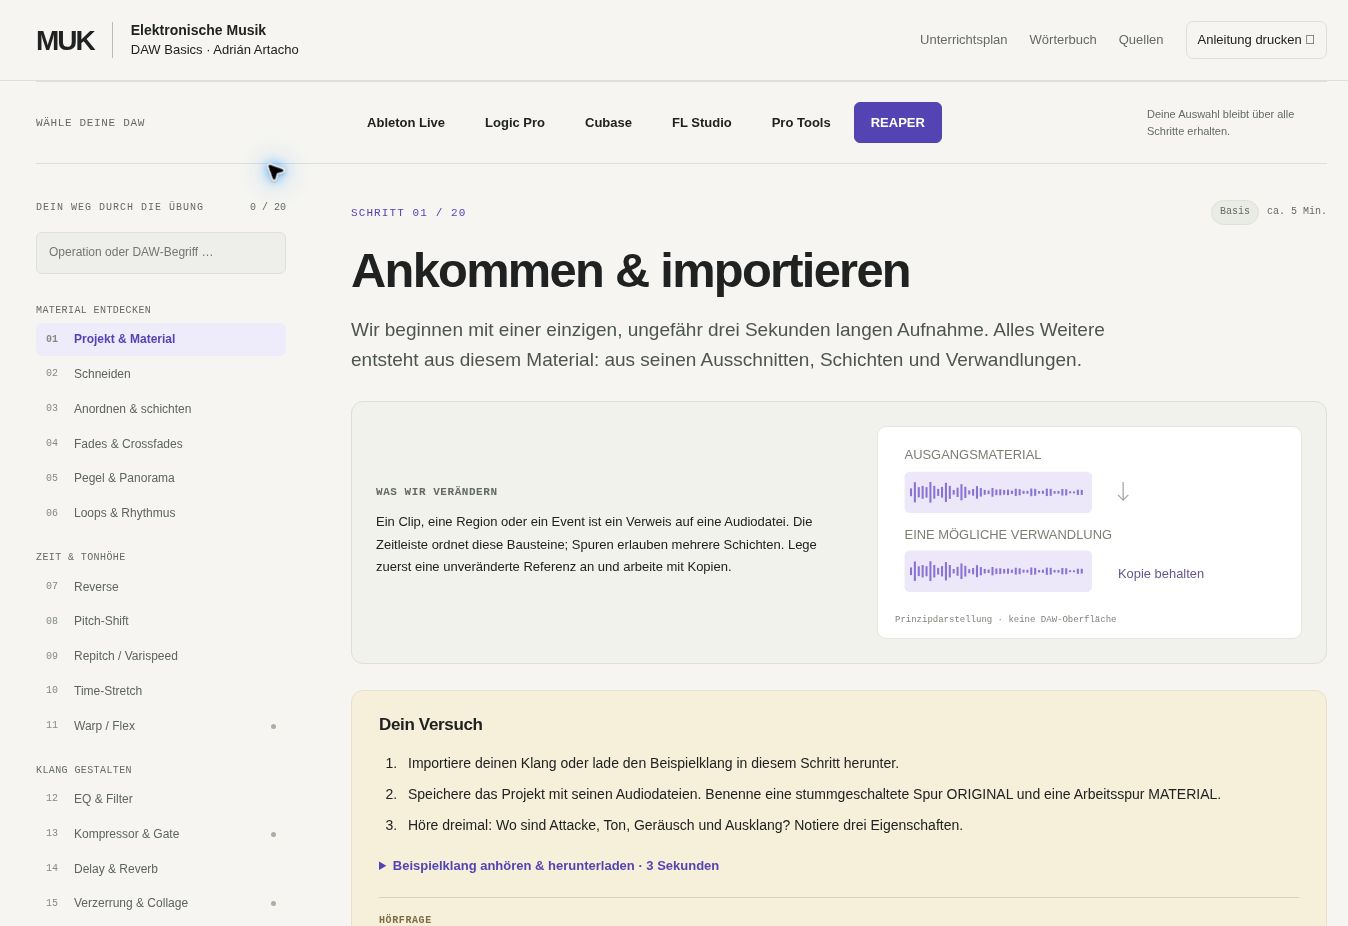 MUK
Elektronische Musik
DAW Basics · Adrián Artacho
Unterrichtsplan
Wörterbuch
Quellen
Anleitung drucken
WÄHLE DEINE DAW
Ableton Live
Logic Pro
Cubase
FL Studio
Pro Tools
REAPER
Deine Auswahl bleibt über alle
Schritte erhalten.
DEIN WEG DURCH DIE ÜBUNG
0 / 20
Operation oder DAW-Begriff …
MATERIAL ENTDECKEN
01 Projekt & Material
02 Schneiden
03 Anordnen & schichten
04 Fades & Crossfades
05 Pegel & Panorama
06 Loops & Rhythmus
ZEIT & TONHÖHE
07 Reverse
08 Pitch-Shift
09 Repitch / Varispeed
10 Time-Stretch
11 Warp / Flex
KLANG GESTALTEN
12 EQ & Filter
13 Kompressor & Gate
14 Delay & Reverb
15 Verzerrung & Collage
SCHRITT 01 / 20
Basis
ca. 5 Min.
Ankommen & importieren
Wir beginnen mit einer einzigen, ungefähr drei Sekunden langen Aufnahme. Alles Weitere
entsteht aus diesem Material: aus seinen Ausschnitten, Schichten und Verwandlungen.
WAS WIR VERÄNDERN
Ein Clip, eine Region oder ein Event ist ein Verweis auf eine Audiodatei. Die
Zeitleiste ordnet diese Bausteine; Spuren erlauben mehrere Schichten. Lege
zuerst eine unveränderte Referenz an und arbeite mit Kopien.
AUSGANGSMATERIAL
EINE MÖGLICHE VERWANDLUNG
Kopie behalten
Prinzipdarstellung · keine DAW-Oberfläche
Dein Versuch
1. Importiere deinen Klang oder lade den Beispielklang in diesem Schritt herunter.
2. Speichere das Projekt mit seinen Audiodateien. Benenne eine stummgeschaltete Spur ORIGINAL und eine Arbeitsspur MATERIAL.
3. Höre dreimal: Wo sind Attacke, Ton, Geräusch und Ausklang? Notiere drei Eigenschaften.
Beispielklang anhören & herunterladen · 3 Sekunden
HÖRFRAGE